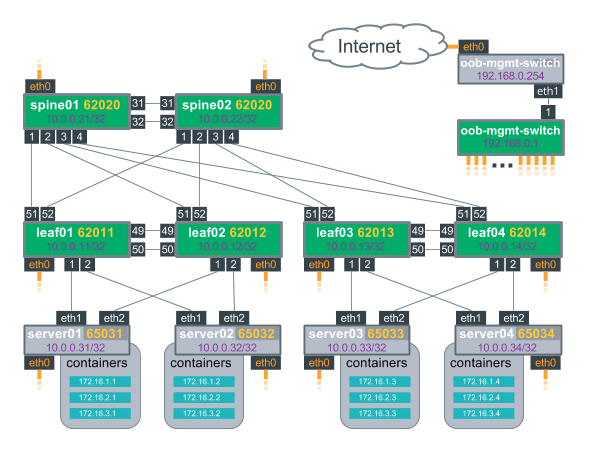 Internet
eth0
oob-mgmt-switch
192.168.0.254
eth1
1
oob-mgmt-switch
192.168.0.1
eth0 eth0
spine01 62020 31 31 spine02 62020
10.0.0.21/32 32 32 10.0.0.22/32
1 2 3 4 1 2 3 4
51 52 51 52 51 52 51 52
leaf01 62011 49 49 leaf02 62012 leaf03 62013 49 49 leaf04 62014
10.0.0.11/32 50 50 10.0.0.12/32 10.0.0.13/32 50 50 10.0.0.14/32
eth0 1 2 1 2 eth0 eth0 1 2 1 2 eth0
eth1 eth2 eth1 eth2 eth1 eth2 eth1 eth2
server01 65031 server02 65032 server03 65033 server04 65034
10.0.0.31/32 10.0.0.32/32 10.0.0.33/32 10.0.0.34/32
eth0 containers containers eth0 eth0 containers containers eth0
172.16.1.1 172.16.1.2 172.16.1.3 172.16.1.4
172.16.2.1 172.16.2.2 172.16.2.3 172.16.2.4
172.16.3.1 172.16.3.2 172.16.3.3 172.16.3.4